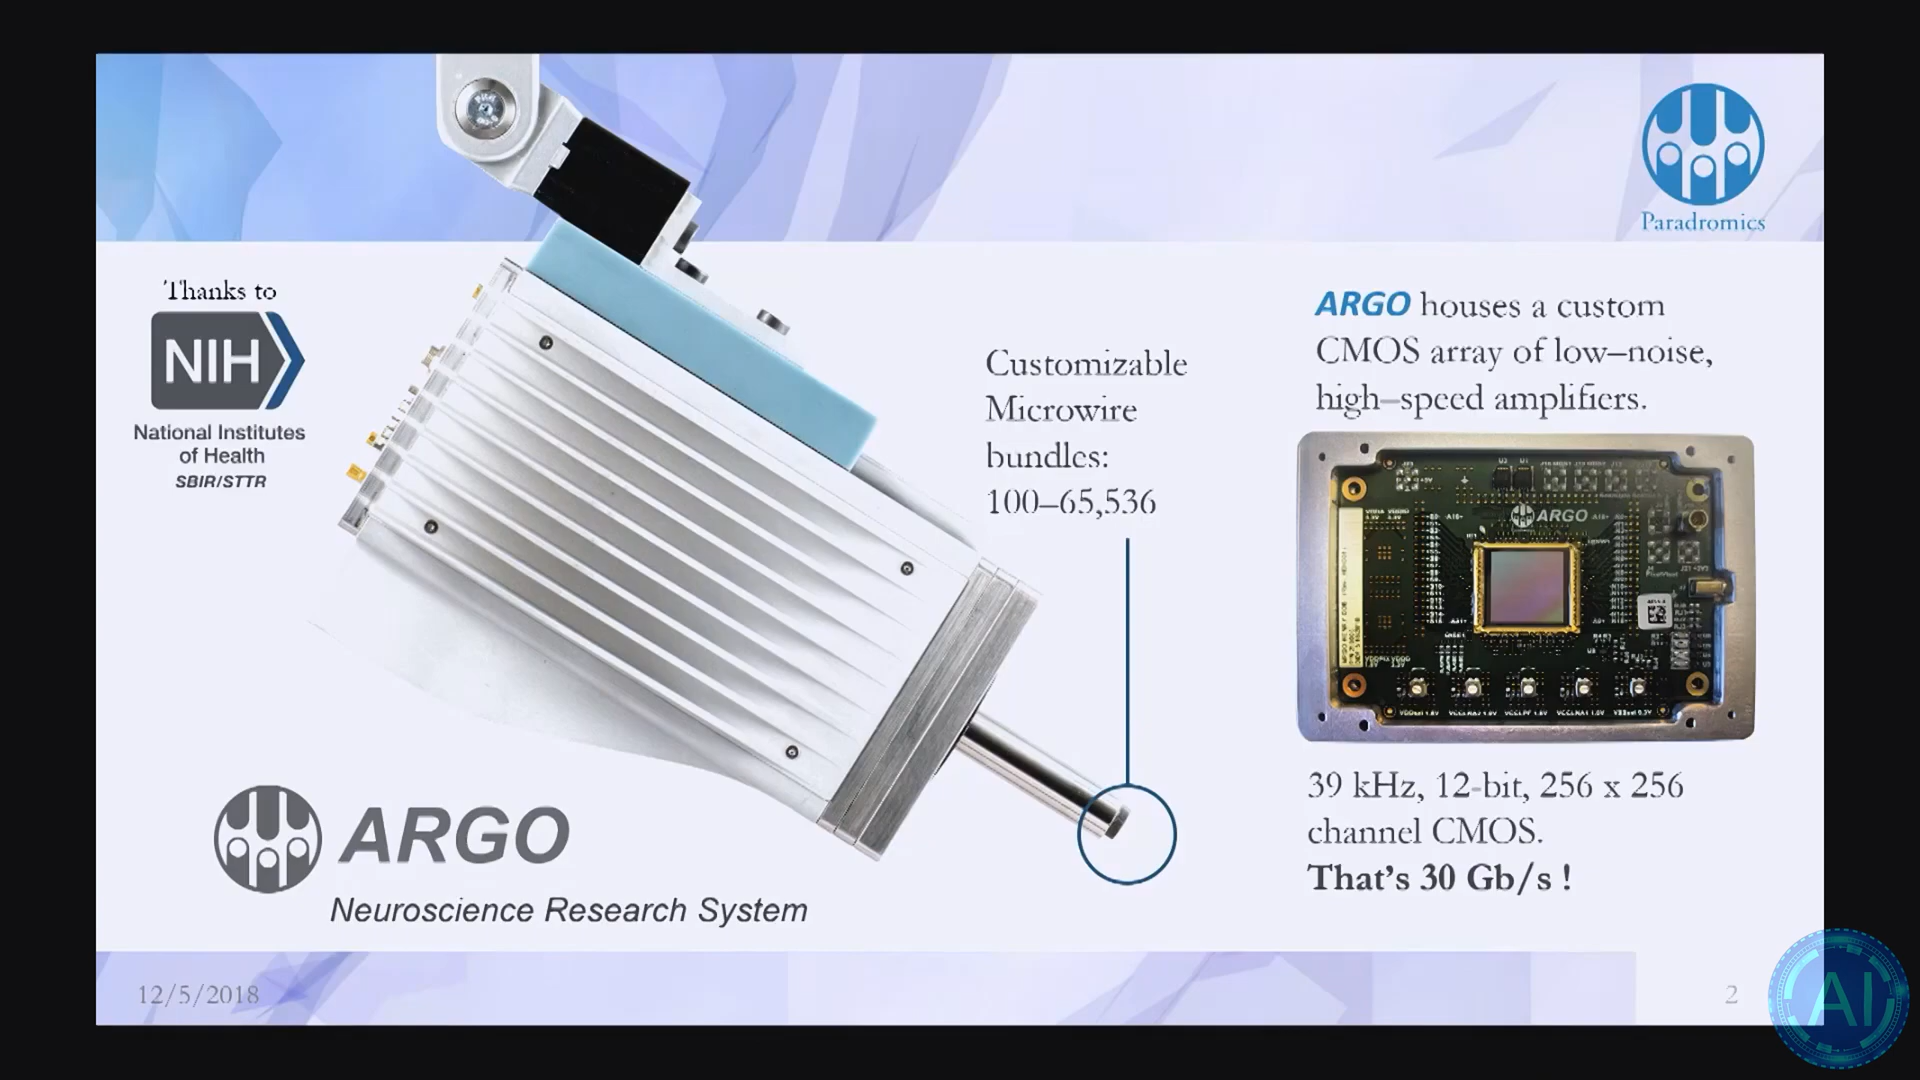 Paradromics
Thanks to
NIH
National Institutes
of Health
SBIR/STTR
Customizable
Microwire
bundles:
100–65,536
ARGO houses a custom
CMOS array of low–noise,
high–speed amplifiers.
ARGO
39 kHz, 12-bit, 256 x 256
channel CMOS.
That's 30 Gb/s !
ARGO
Neuroscience Research System
12/5/2018
2
AI